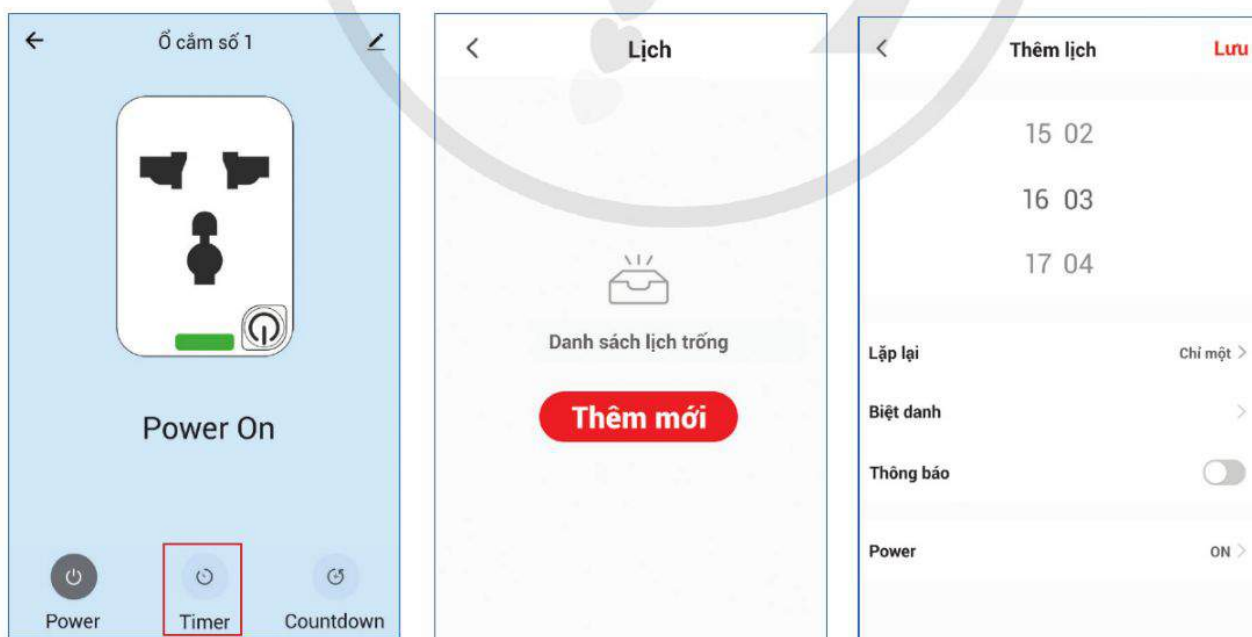 Ổ cắm số 1
Power On
Power Timer Countdown
Lịch
Danh sách lịch trống
Thêm mới
Thêm lịch Lưu
15 02
16 03
17 04
Lặp lại Chỉ một
Biệt danh
Thông báo
Power ON